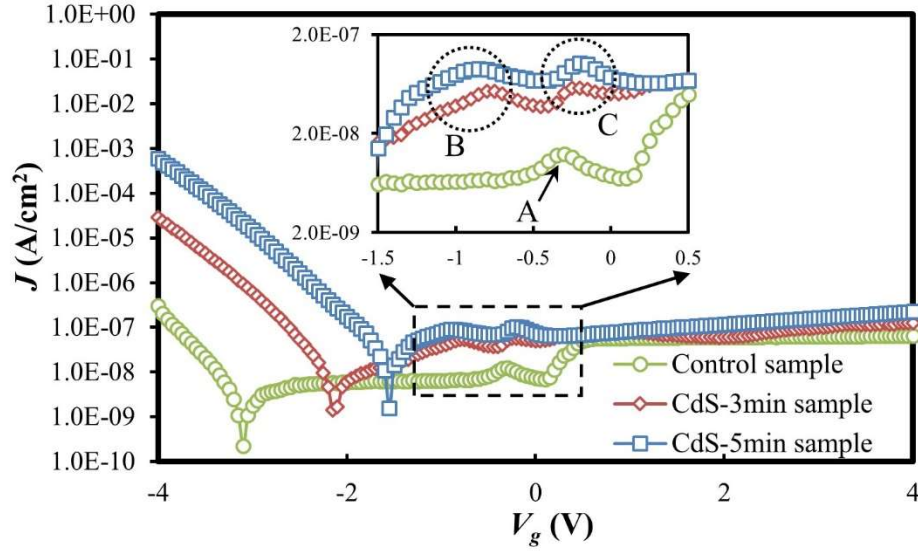 1.0E+00
1.0E-01
1.0E-02
1.0E-03
1.0E-04
1.0E-05
1.0E-06
1.0E-07
1.0E-08
1.0E-09
1.0E-10
J (A/cm²)
-4
-2
0
2
4
V_g (V)
2.0E-07
2.0E-08
2.0E-09
-1.5
-1
-0.5
0
0.5
B
C
A
Control sample
CdS-3min sample
CdS-5min sample